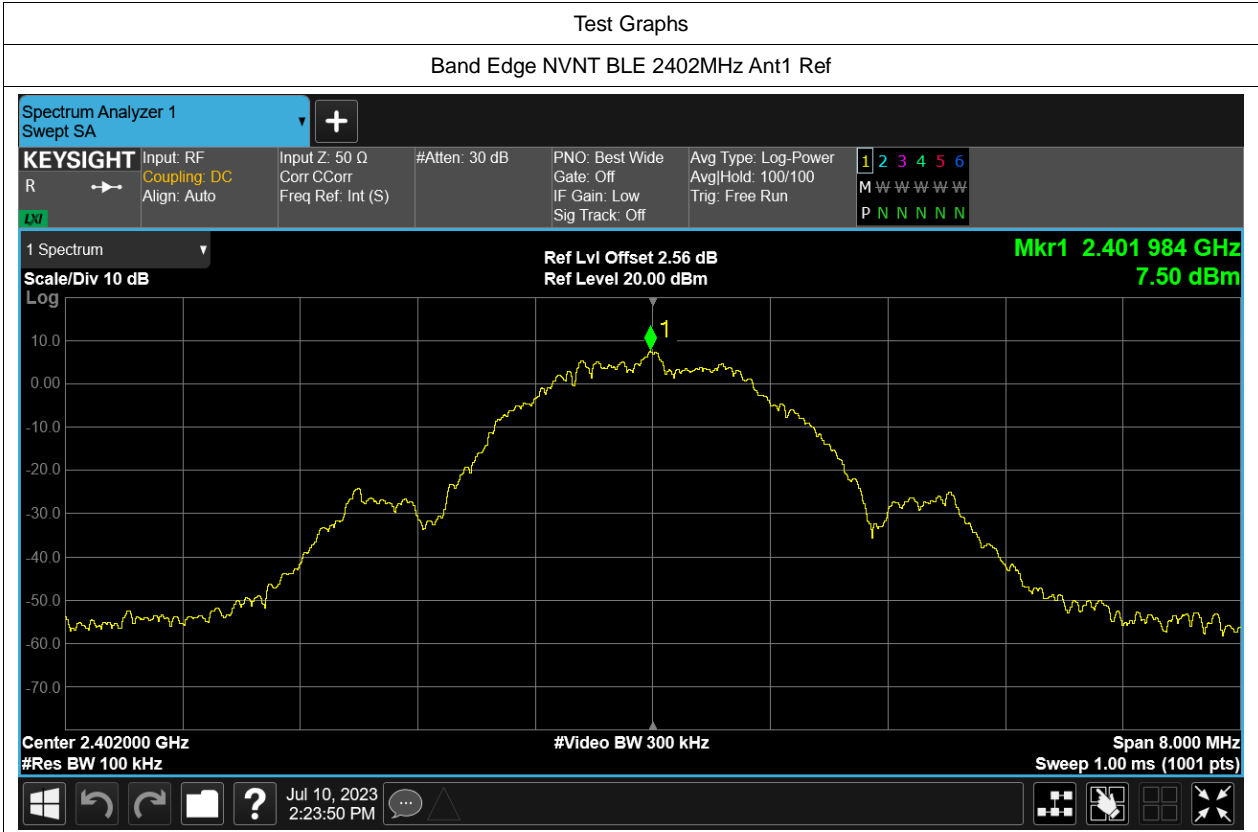 Test Graphs
Band Edge NVNT BLE 2402MHz Ant1 Ref
Spectrum Analyzer 1
Swept SA
+
KEYSIGHT
R
LXI
Input: RF
Coupling: DC
Align: Auto
Input Z: 50 Ω
Corr CCorr
Freq Ref: Int (S)
#Atten: 30 dB
PNO: Best Wide
Gate: Off
IF Gain: Low
Sig Track: Off
Avg Type: Log-Power
Avg|Hold: 100/100
Trig: Free Run
1 2 3 4 5 6
M W W W W W
P N N N N N
1 Spectrum
Scale/Div 10 dB
Log
Ref Lvl Offset 2.56 dB
Ref Level 20.00 dBm
Mkr1 2.401 984 GHz
7.50 dBm
1
10.0
0.00
-10.0
-20.0
-30.0
-40.0
-50.0
-60.0
-70.0
Center 2.402000 GHz
#Res BW 100 kHz
#Video BW 300 kHz
Span 8.000 MHz
Sweep 1.00 ms (1001 pts)
?
Jul 10, 2023
2:23:50 PM